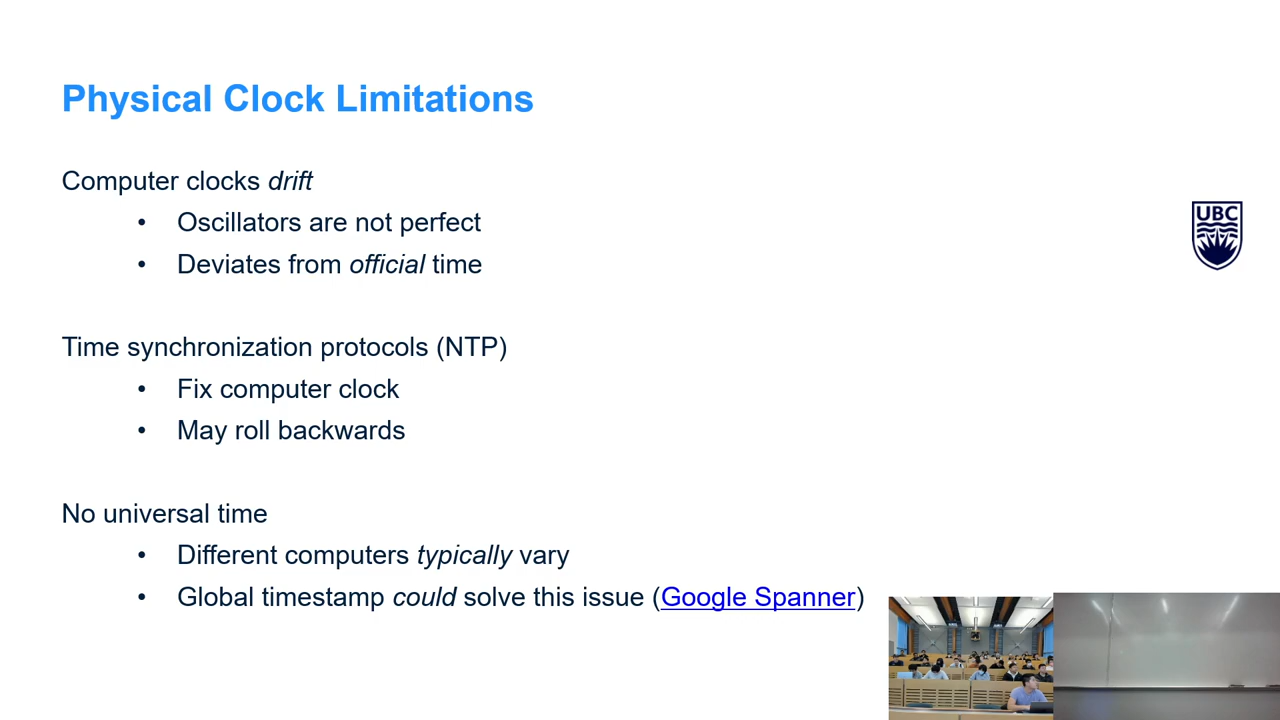 Physical Clock Limitations
Computer clocks drift
• Oscillators are not perfect
• Deviates from official time
UBC
Time synchronization protocols (NTP)
• Fix computer clock
• May roll backwards
No universal time
• Different computers typically vary
• Global timestamp could solve this issue (Google Spanner)